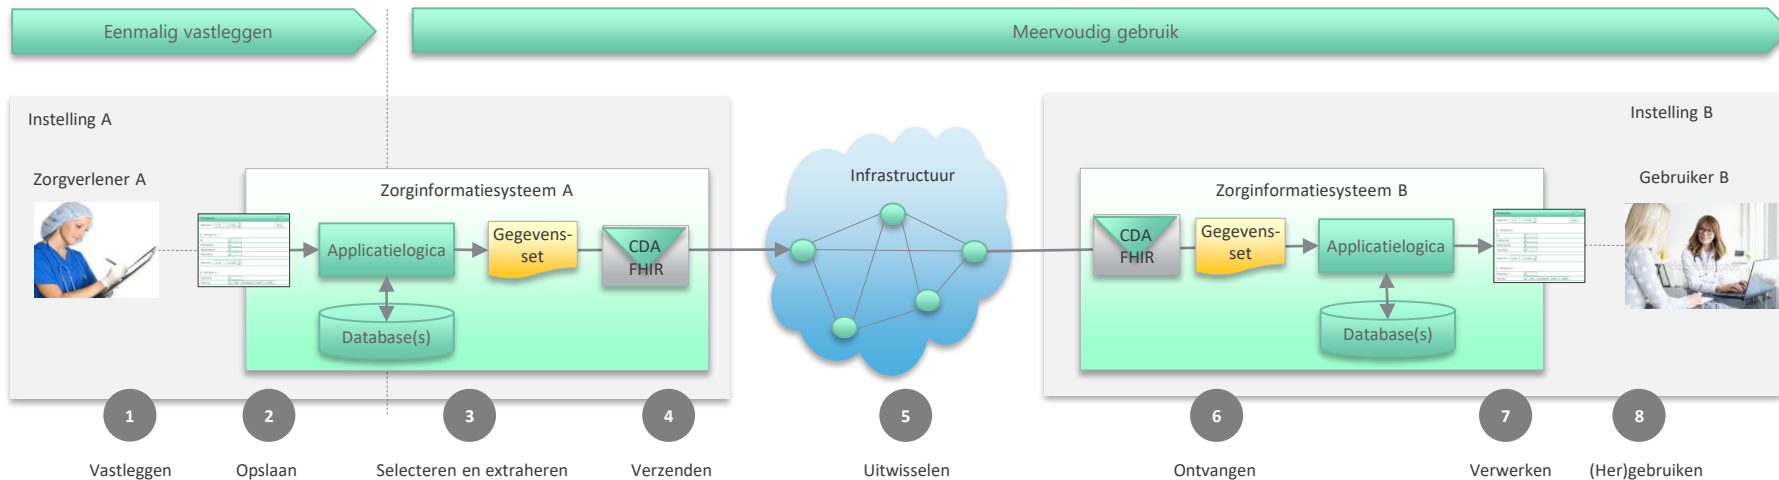 Eenmalig vastleggen
Meervoudig gebruik
Instelling A
Instelling B
Zorgverlener A
Zorginformatiesysteem A
Infrastructuur
Zorginformatiesysteem B
Gebruiker B
Applicatielogica
Gegevens-
set
CDA
FHIR
CDA
FHIR
Gegevens-
set
Applicatielogica
Database(s)
Database(s)
1
2
3
4
5
6
7
8
Vastleggen
Opslaan
Selecteren en extraheren
Verzenden
Uitwisselen
Ontvangen
Verwerken
(Her)gebruiken